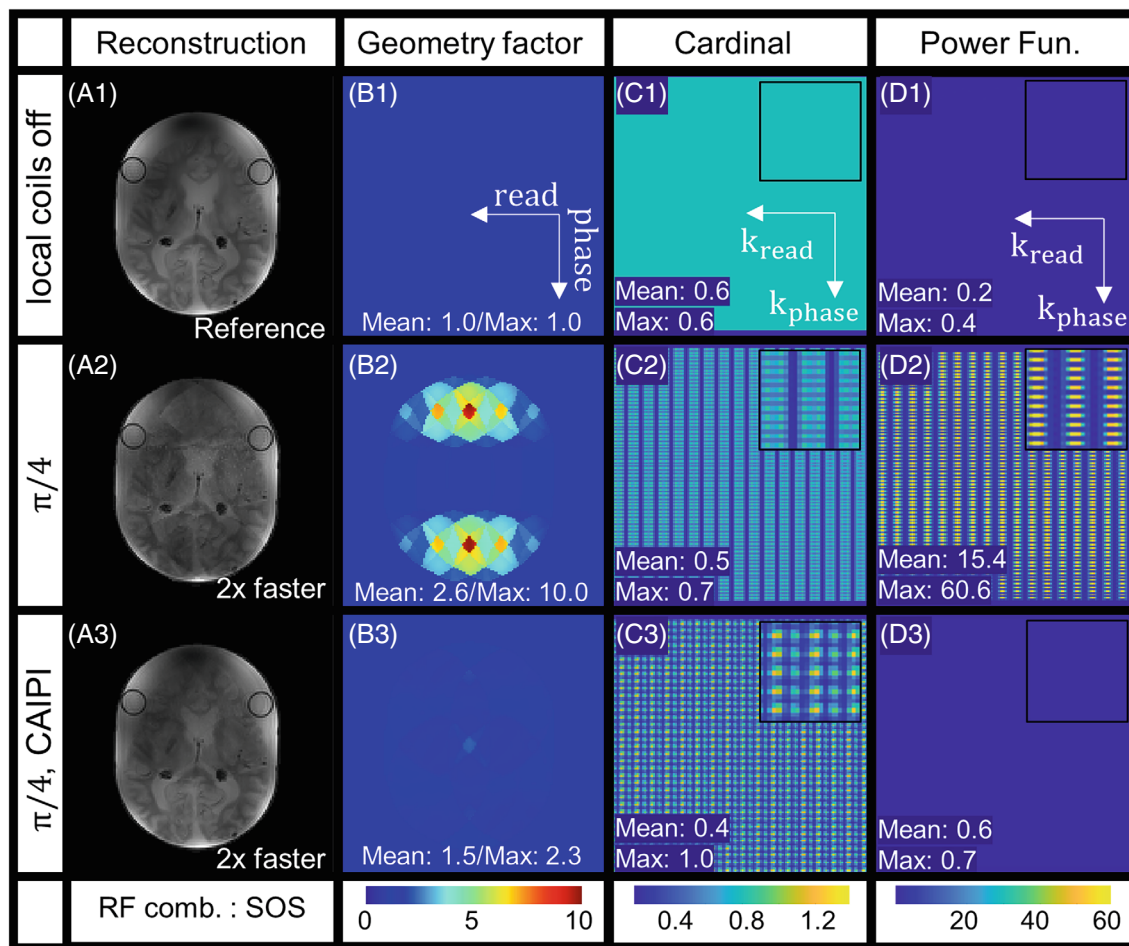 Reconstruction
Geometry factor
Cardinal
Power Fun.
local coils off
(A1)
Reference
(B1)
read
phase
Mean: 1.0/Max: 1.0
(C1)
k_read
k_phase
Mean: 0.6
Max: 0.6
(D1)
k_read
k_phase
Mean: 0.2
Max: 0.4
π/4
(A2)
2x faster
(B2)
Mean: 2.6/Max: 10.0
(C2)
Mean: 0.5
Max: 0.7
(D2)
Mean: 15.4
Max: 60.6
π/4, CAIPI
(A3)
2x faster
(B3)
Mean: 1.5/Max: 2.3
(C3)
Mean: 0.4
Max: 1.0
(D3)
Mean: 0.6
Max: 0.7
RF comb. : SOS
0 5 10
0.4 0.8 1.2
20 40 60